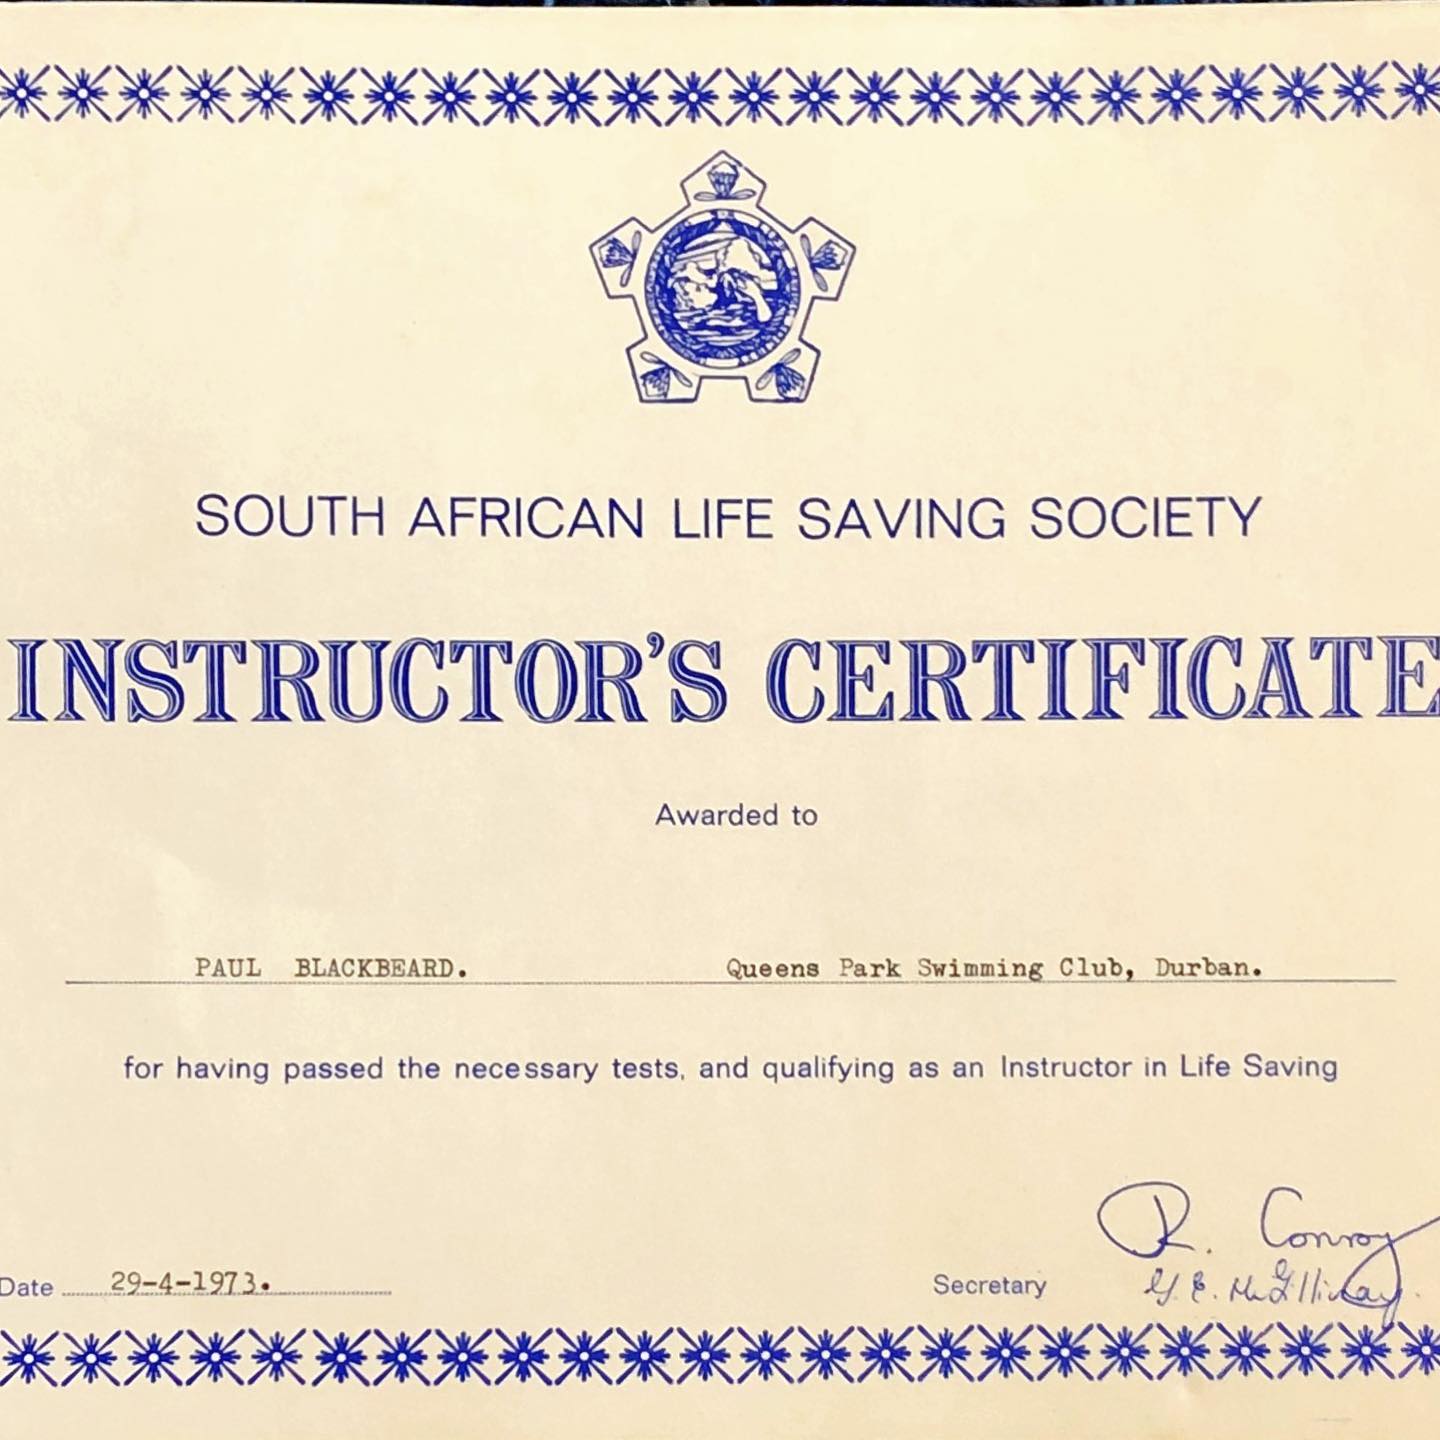 SOUTH AFRICAN LIFE SAVING SOCIETY
INSTRUCTOR'S CERTIFICATE
Awarded to
PAUL BLACKBEARD. Queens Park Swimming Club, Durban.
for having passed the necessary tests, and qualifying as an Instructor in Life Saving
R. Conroy
Date 29-4-1973. Secretary